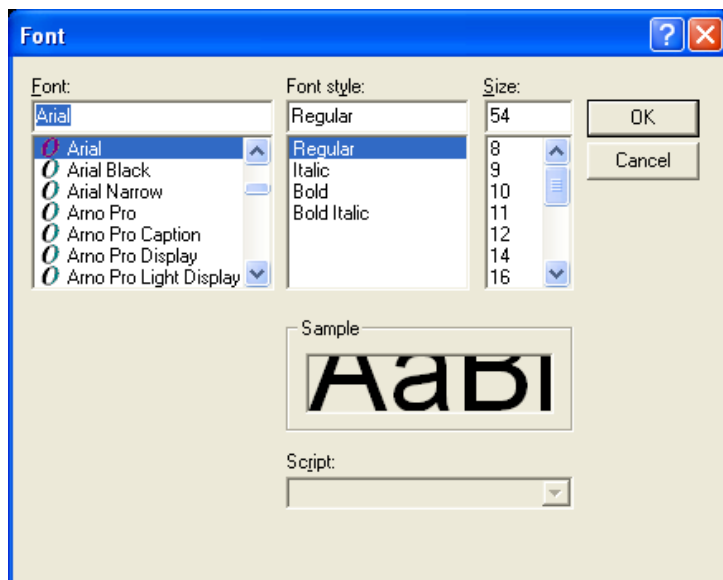 Font
Font:
Font style:
Size:
Arial
Regular
54
OK
Cancel
Arial
Arial Black
Arial Narrow
Arno Pro
Arno Pro Caption
Arno Pro Display
Arno Pro Light Display
Regular
Italic
Bold
Bold Italic
8
9
10
11
12
14
16
Sample
AaB
Script: